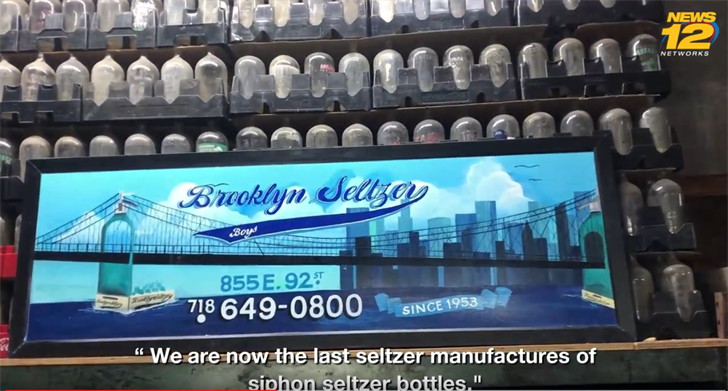 NEWS
12
NETWORKS
Brooklyn Seltzer
Boys
855 E. 92 ST
718 649-0800
SINCE 1953
“ We are now the last seltzer manufactures of
siphon seltzer bottles."